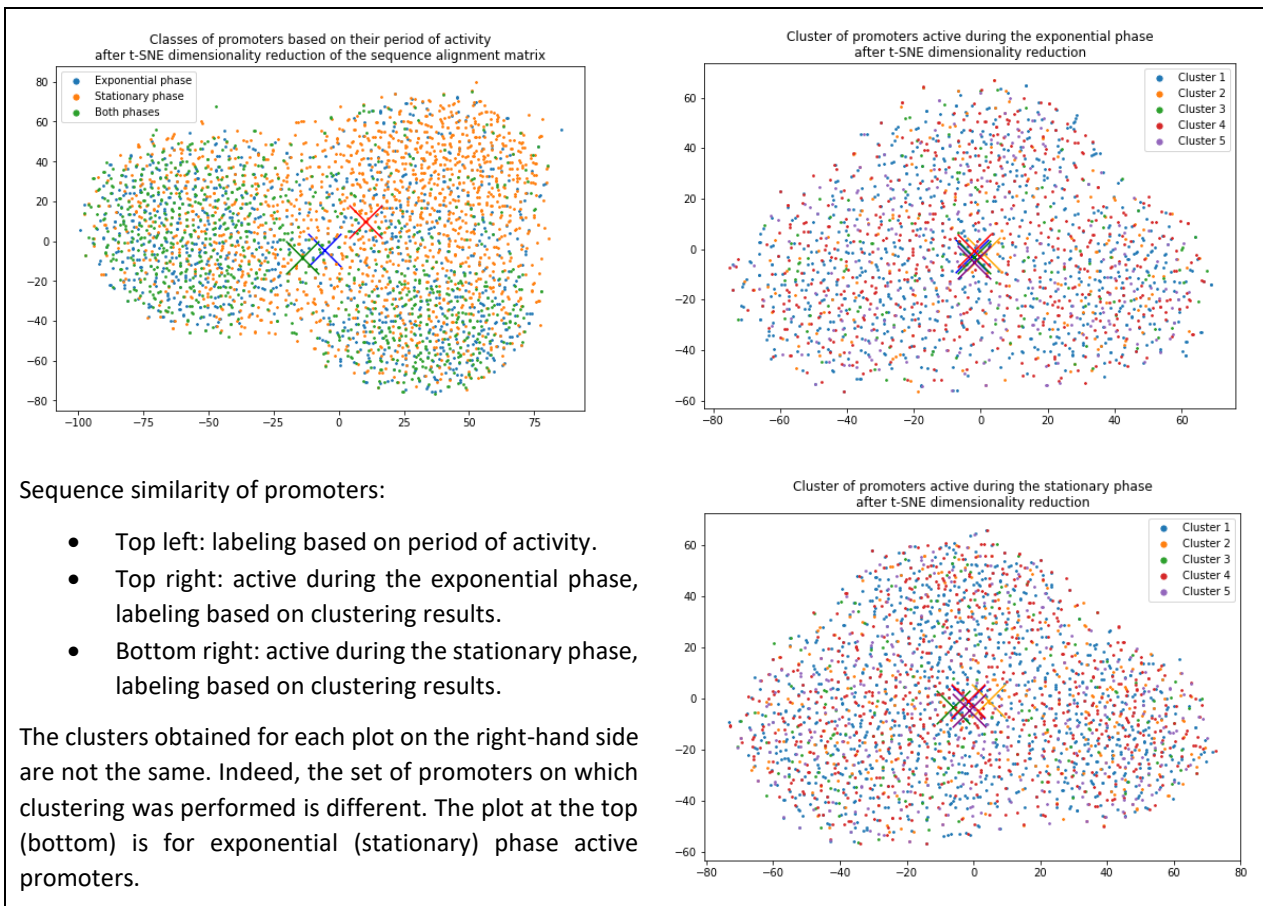 Classes of promoters based on their period of activity
after t-SNE dimensionality reduction of the sequence alignment matrix
Exponential phase
Stationary phase
Both phases
80
60
40
20
0
−20
−40
−60
−80
−100
−75
−50
−25
0
25
50
75
Cluster of promoters active during the exponential phase
after t-SNE dimensionality reduction
Cluster 1
Cluster 2
Cluster 3
Cluster 4
Cluster 5
60
40
20
0
−20
−40
−60
−80
−60
−40
−20
0
20
40
60
Sequence similarity of promoters:
• Top left: labeling based on period of activity.
• Top right: active during the exponential phase,
labeling based on clustering results.
• Bottom right: active during the stationary phase,
labeling based on clustering results.
The clusters obtained for each plot on the right-hand side
are not the same. Indeed, the set of promoters on which
clustering was performed is different. The plot at the top
(bottom) is for exponential (stationary) phase active
promoters.
Cluster of promoters active during the stationary phase
after t-SNE dimensionality reduction
Cluster 1
Cluster 2
Cluster 3
Cluster 4
Cluster 5
60
40
20
0
−20
−40
−60
−80
−60
−40
−20
0
20
40
60
80